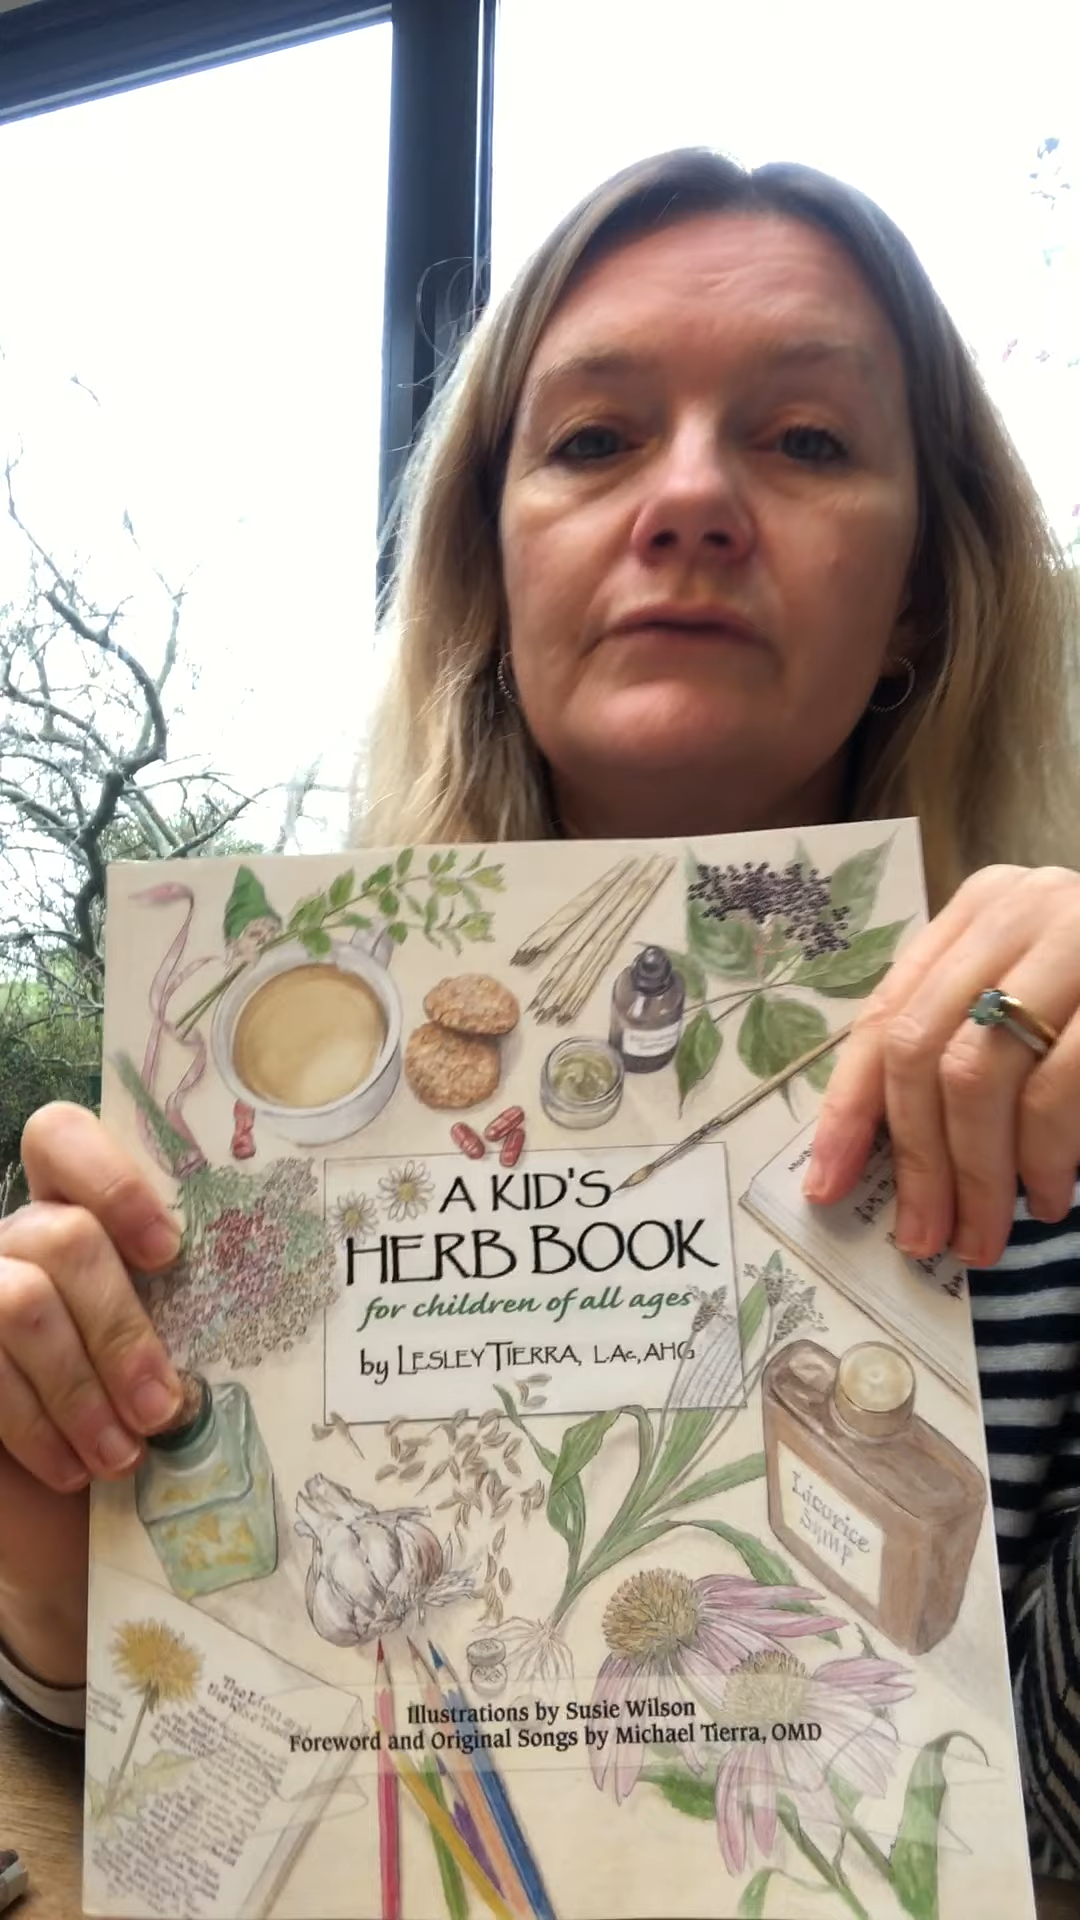 A KID'S
HERB BOOK
for children of all ages
by LESLEY TIERRA, L.Ac., AHG
Licorice
Syrup
Illustrations by Susie Wilson
Foreword and Original Songs by Michael Tierra, OMD